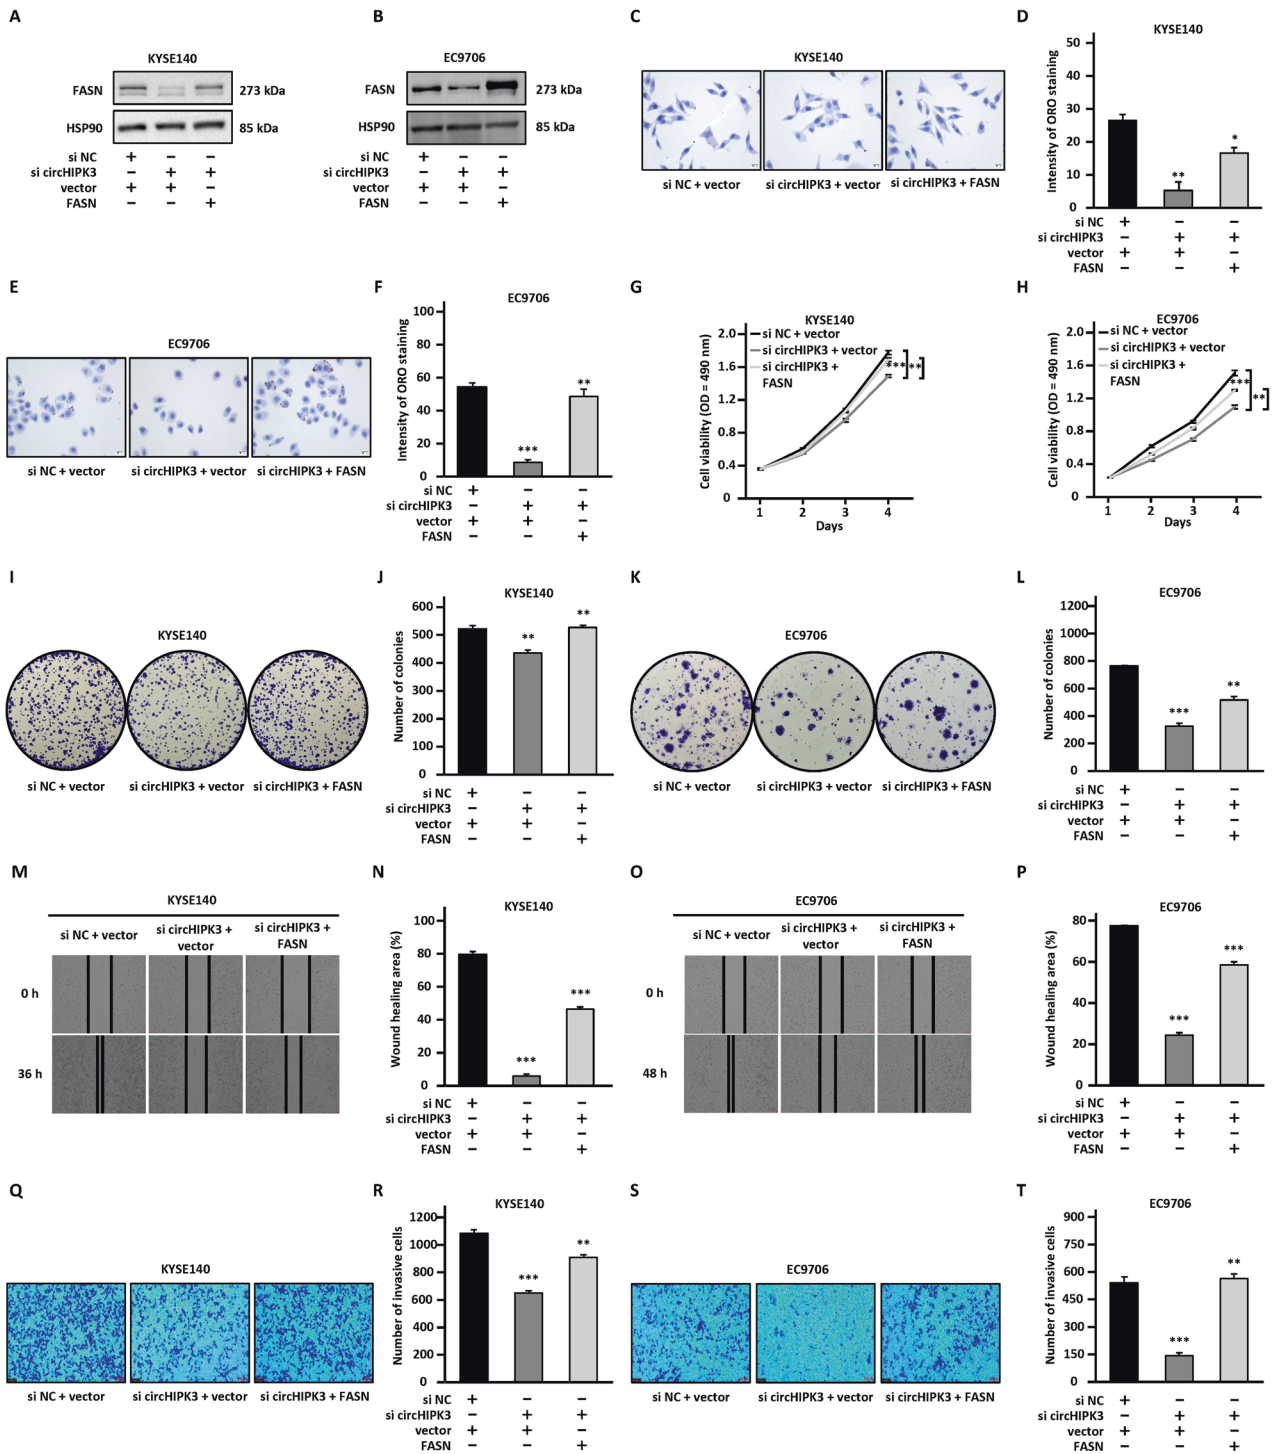 A
KYSE140
FASN
273 kDa
HSP90
85 kDa
si NC + − −
si circHIPK3 − + +
vector + + −
FASN − − +
B
EC9706
FASN
273 kDa
HSP90
85 kDa
si NC + − −
si circHIPK3 − + +
vector + + −
FASN − − +
C
KYSE140
si NC + vector
si circHIPK3 + vector
si circHIPK3 + FASN
D
KYSE140
Intensity of ORO staining
50
40
30
20
10
0
**
*
si NC + − −
si circHIPK3 − + +
vector + + −
FASN − − +
E
EC9706
si NC + vector
si circHIPK3 + vector
si circHIPK3 + FASN
F
EC9706
Intensity of ORO staining
100
80
60
40
20
0
***
**
si NC + − −
si circHIPK3 − + +
vector + + −
FASN − − +
G
KYSE140
Cell viability (OD = 490 nm)
2.0
1.6
1.2
0.8
0.4
0
si NC + vector
si circHIPK3 + vector
si circHIPK3 +
FASN
***
**
1 2 3 4
Days
H
EC9706
Cell viability (OD = 490 nm)
2.0
1.6
1.2
0.8
0.4
0
si NC + vector
si circHIPK3 + vector
si circHIPK3 +
FASN
***
**
1 2 3 4
Days
I
KYSE140
si NC + vector
si circHIPK3 + vector
si circHIPK3 + FASN
J
KYSE140
Number of colonies
600
500
400
300
200
100
0
**
**
si NC + − −
si circHIPK3 − + +
vector + + −
FASN − − +
K
EC9706
si NC + vector
si circHIPK3 + vector
si circHIPK3 + FASN
L
EC9706
Number of colonies
1200
1000
800
600
400
200
0
***
**
si NC + − −
si circHIPK3 − + +
vector + + −
FASN − − +
M
KYSE140
si NC + vector
si circHIPK3 +
vector
si circHIPK3 +
FASN
0 h
36 h
N
KYSE140
Wound healing area (%)
100
80
60
40
20
0
***
***
si NC + − −
si circHIPK3 − + +
vector + + −
FASN − − +
O
EC9706
si NC + vector
si circHIPK3 +
vector
si circHIPK3 +
FASN
0 h
48 h
P
EC9706
Wound healing area (%)
80
60
40
20
0
***
***
si NC + − −
si circHIPK3 − + +
vector + + −
FASN − − +
Q
KYSE140
si NC + vector
si circHIPK3 + vector
si circHIPK3 + FASN
R
KYSE140
Number of invasive cells
1200
1000
800
600
400
200
0
***
**
si NC + − −
si circHIPK3 − + +
vector + + −
FASN − − +
S
EC9706
si NC + vector
si circHIPK3 + vector
si circHIPK3 + FASN
T
EC9706
Number of invasive cells
900
750
600
450
300
150
0
***
**
si NC + − −
si circHIPK3 − + +
vector + + −
FASN − − +